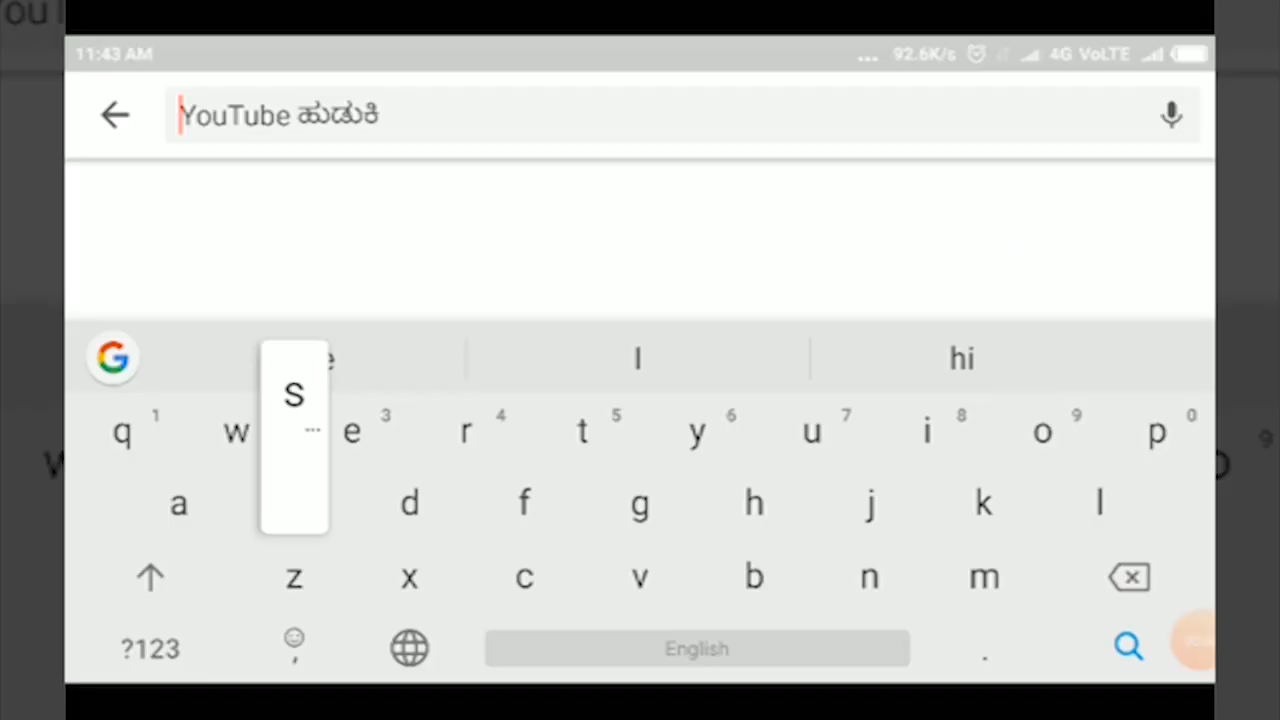 11:43 AM ... 92.6K/s 4G VoLTE
YouTube ಹುಡುಕಿ
I hi
q 1 w e 3 r 4 t 5 y 6 u 7 i 8 o 9 p 0
S
a d f g h j k l
z x c v b n m
?123 , English .